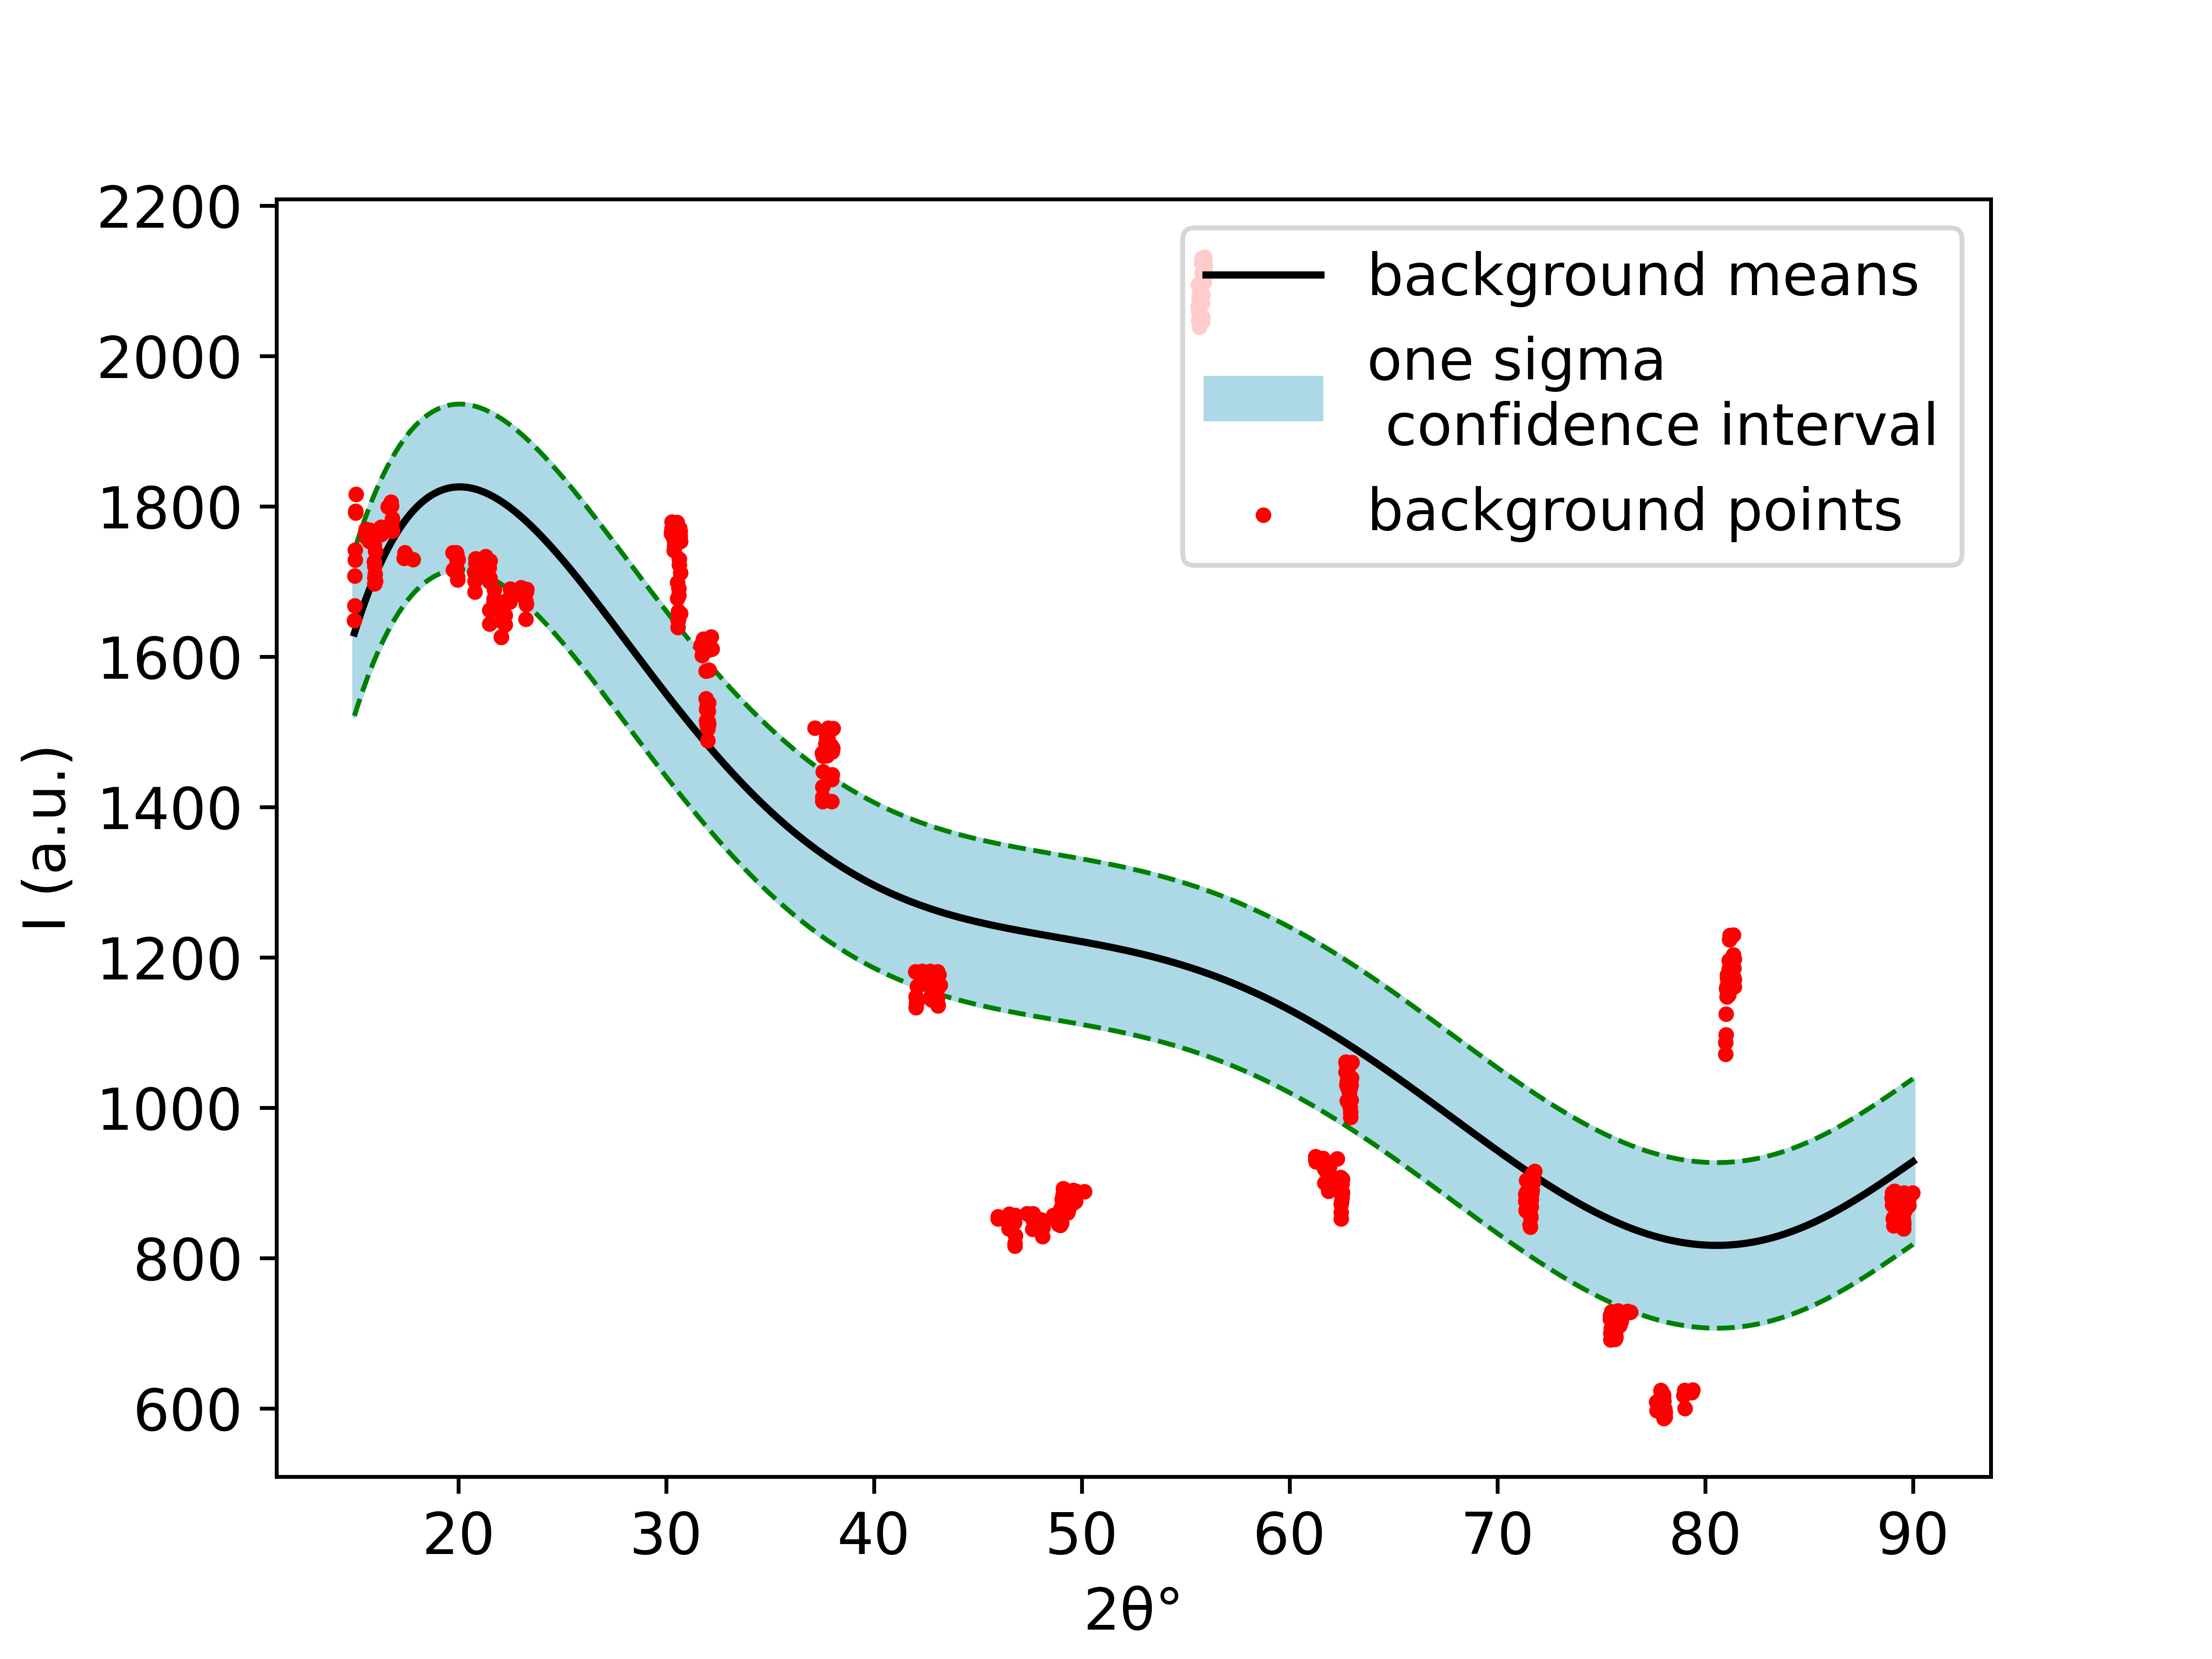 2200
2000
1800
1600
1400
1200
1000
800
600
I (a.u.)
background means
one sigma
confidence interval
background points
20 30 40 50 60 70 80 90
2θ°